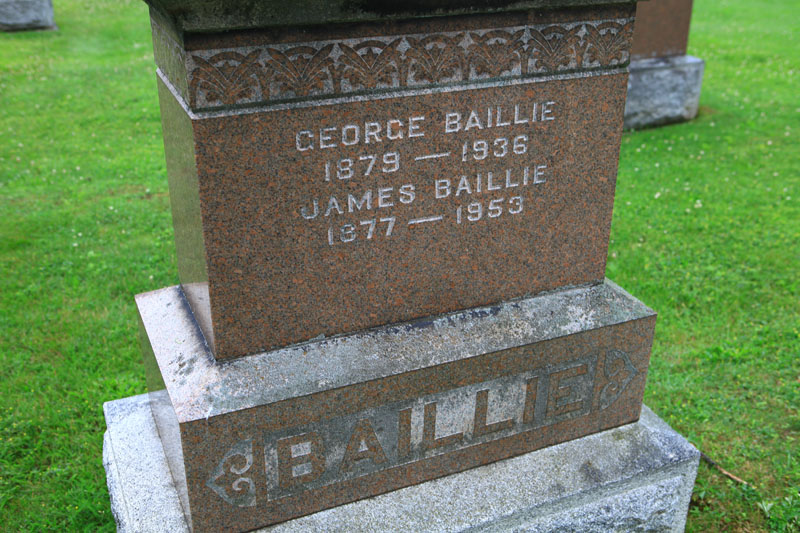 GEORGE BAILLIE
1879 — 1936
JAMES BAILLIE
1877 — 1953
BAILLIE